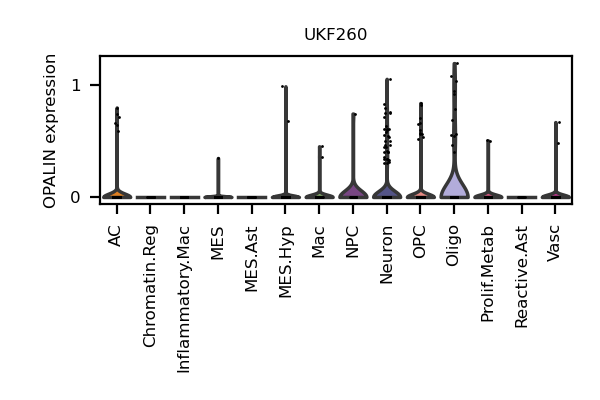 UKF260
OPALIN expression
1
0
AC
Chromatin.Reg
Inflammatory.Mac
MES
MES.Ast
MES.Hyp
Mac
NPC
Neuron
OPC
Oligo
Prolif.Metab
Reactive.Ast
Vasc